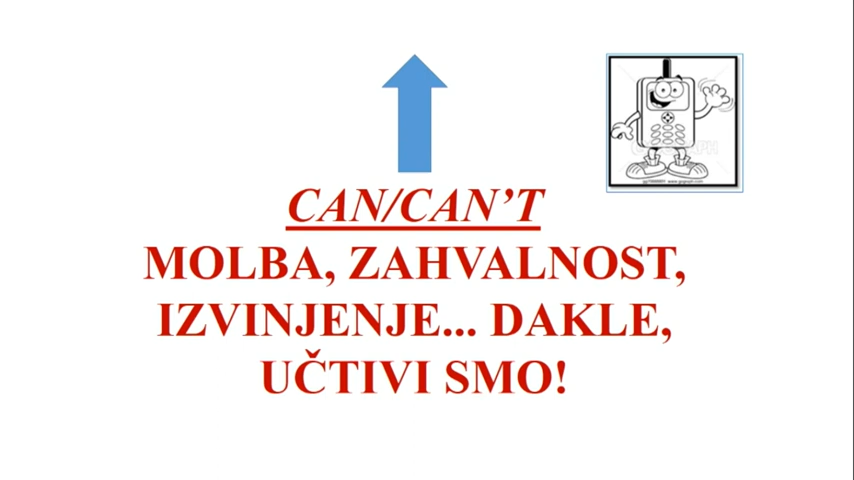 CAN/CAN’T
MOLBA, ZAHVALNOST,
IZVINJENJE... DAKLE,
UČTIVI SMO!